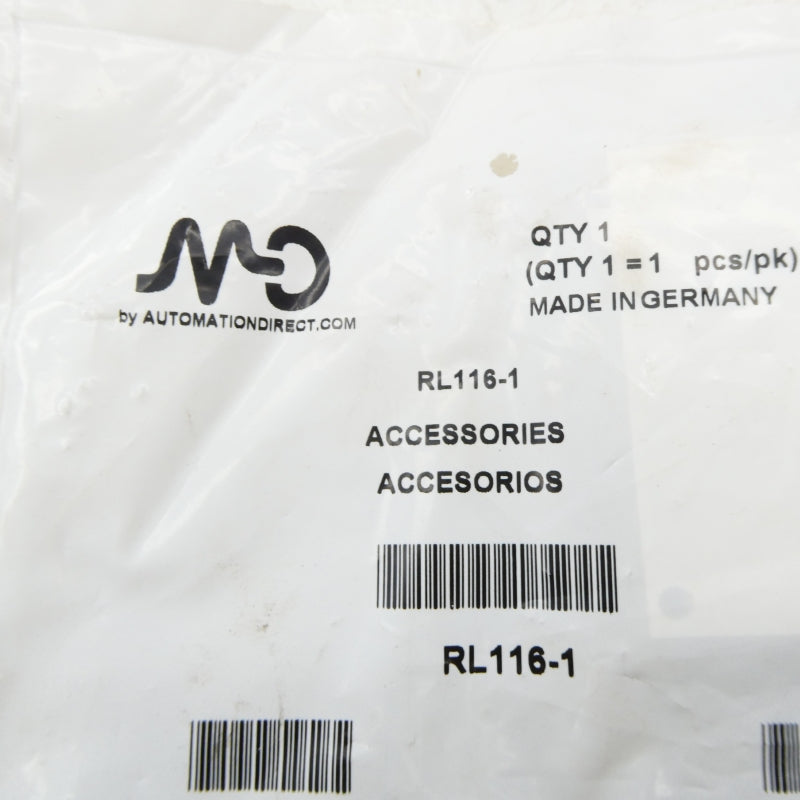 by AUTOMATIONDIRECT.COM
QTY 1
(QTY 1 = 1 pcs/pk)
MADE IN GERMANY
RL116-1
ACCESSORIES
ACCESORIOS
RL116-1